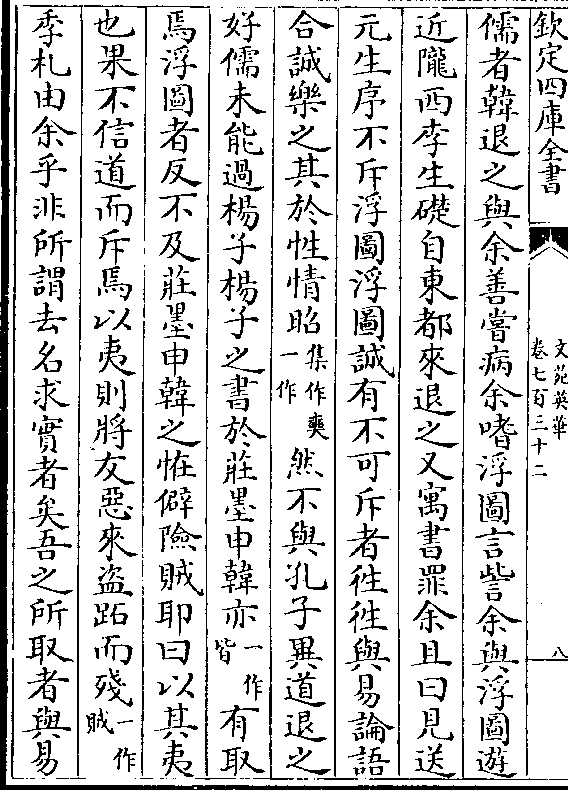 欽定四庫全書
文苑英華
卷七百三十二
八
儒者韓退之與余善嘗病余嗜浮圖言訾余與浮圖遊
近隴西李生礎自東都來退之又寓書罪余且曰見送
元生序不斥浮圖浮圖誠有不可斥者徃徃與易論語
合誠樂之其於性情昭集作奭一作然不與孔子異道退之
好儒未能過楊子楊子之書於莊墨申韓亦一作皆有取
焉浮圖者反不及莊墨申韓之恠僻險賊耶曰以其夷
也果不信道而斥焉以夷則將友惡來盗跖而殘一作賊
季札由余乎非所謂去名求實者矣吾之所取者與易